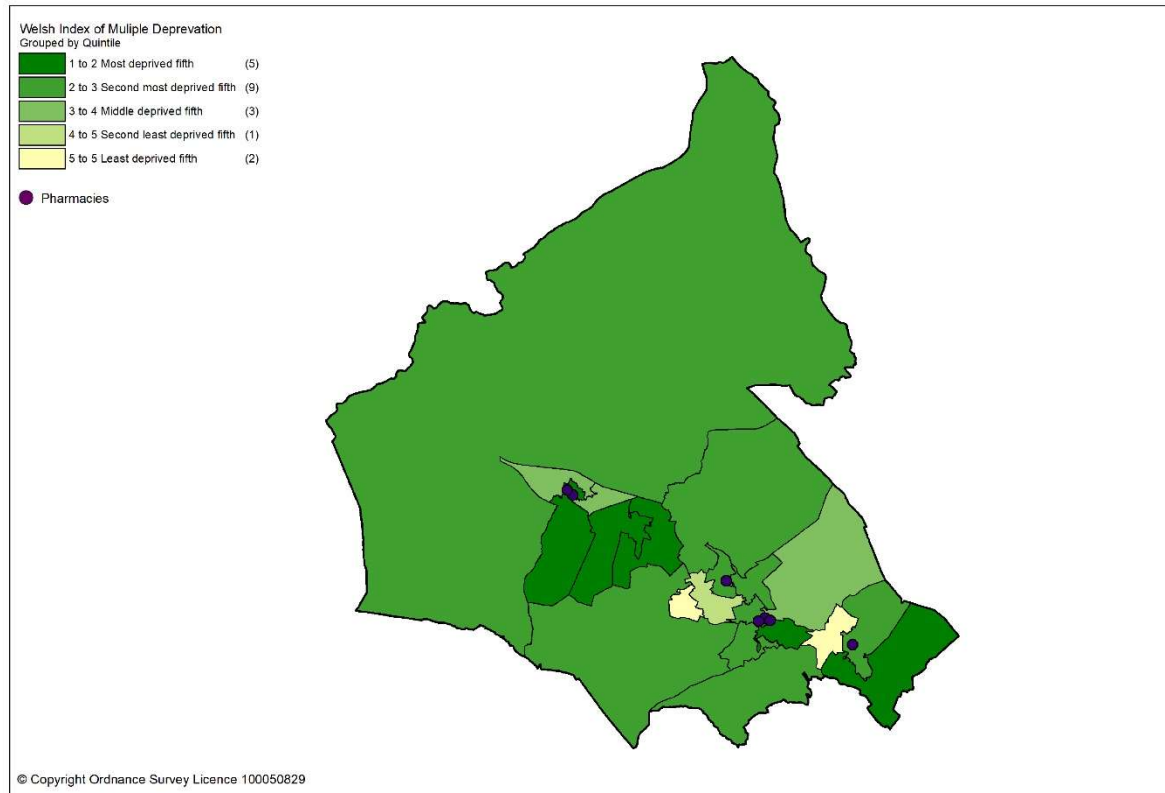 Welsh Index of Muliple Deprevation
Grouped by Quintile
1 to 2 Most deprived fifth (5)
2 to 3 Second most deprived fifth (9)
3 to 4 Middle deprived fifth (3)
4 to 5 Second least deprived fifth (1)
5 to 5 Least deprived fifth (2)
Pharmacies
© Copyright Ordnance Survey Licence 100050829